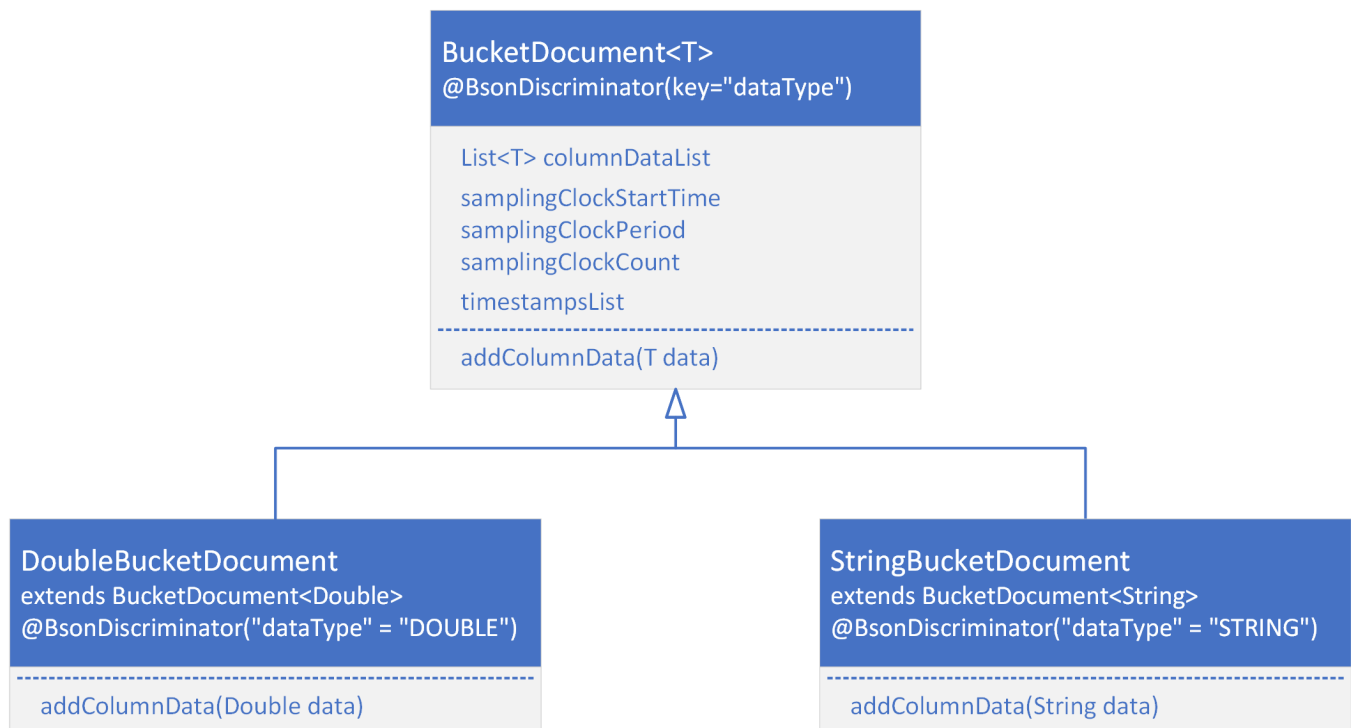 BucketDocument<T>
@BsonDiscriminator(key="dataType")
List<T> columnDataList
samplingClockStartTime
samplingClockPeriod
samplingClockCount
timestampsList
addColumnData(T data)
DoubleBucketDocument
extends BucketDocument<Double>
@BsonDiscriminator("dataType" = "DOUBLE")
addColumnData(Double data)
StringBucketDocument
extends BucketDocument<String>
@BsonDiscriminator("dataType" = "STRING")
addColumnData(String data)